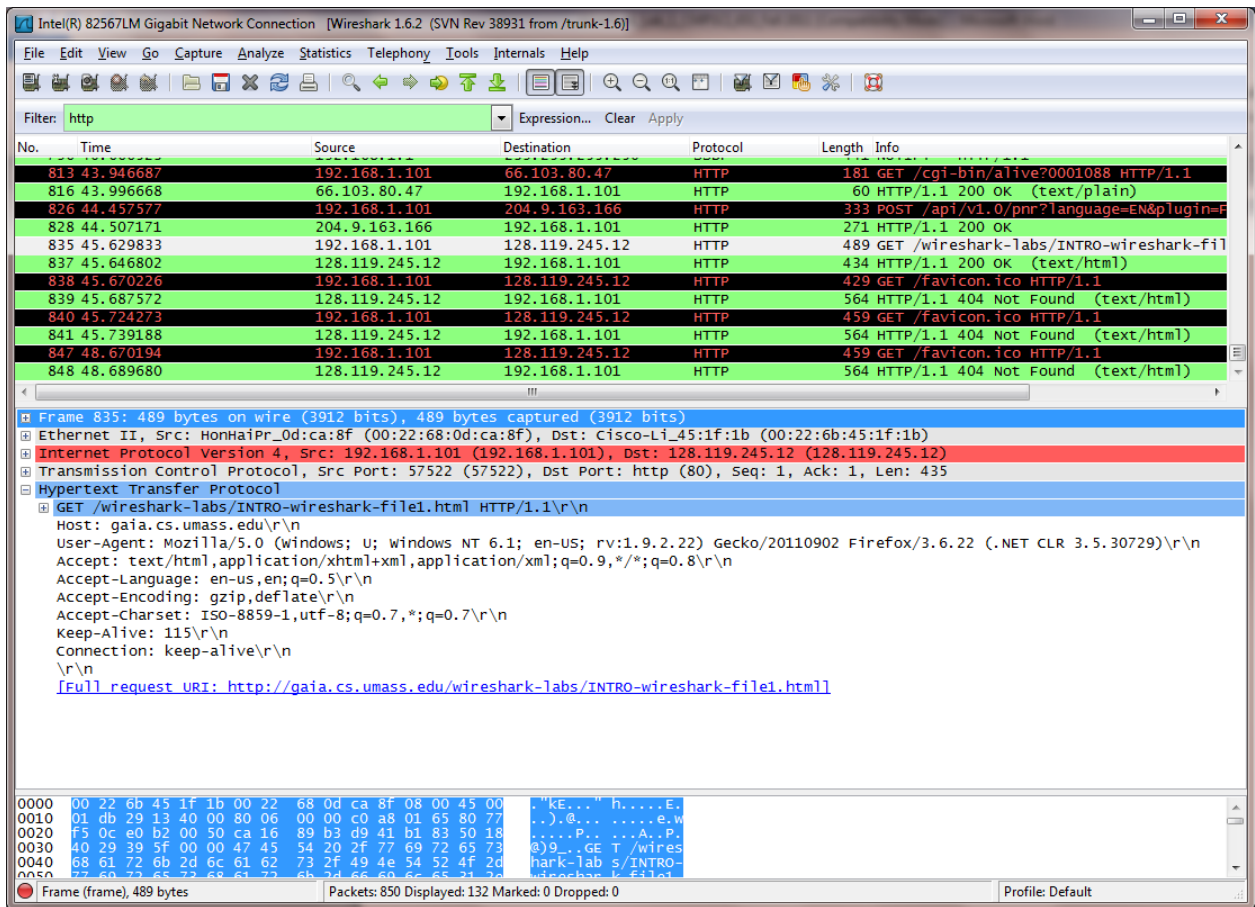 Intel(R) 82567LM Gigabit Network Connection [Wireshark 1.6.2 (SVN Rev 38931 from /trunk-1.6)]
File Edit View Go Capture Analyze Statistics Telephony Tools Internals Help
Filter: http Expression... Clear Apply
No. Time Source Destination Protocol Length Info
813 43.946687 192.168.1.101 66.103.80.47 HTTP 181 GET /cgi-bin/alive?0001088 HTTP/1.1
816 43.996668 66.103.80.47 192.168.1.101 HTTP 60 HTTP/1.1 200 OK (text/plain)
826 44.457577 192.168.1.101 204.9.163.166 HTTP 333 POST /api/v1.0/pnr?language=EN&plugin=F
828 44.507171 204.9.163.166 192.168.1.101 HTTP 271 HTTP/1.1 200 OK
835 45.629833 192.168.1.101 128.119.245.12 HTTP 489 GET /wireshark-labs/INTRO-wireshark-fil
837 45.646802 128.119.245.12 192.168.1.101 HTTP 434 HTTP/1.1 200 OK (text/html)
838 45.670226 192.168.1.101 128.119.245.12 HTTP 429 GET /favicon.ico HTTP/1.1
839 45.687572 128.119.245.12 192.168.1.101 HTTP 564 HTTP/1.1 404 Not Found (text/html)
840 45.724273 192.168.1.101 128.119.245.12 HTTP 459 GET /favicon.ico HTTP/1.1
841 45.739188 128.119.245.12 192.168.1.101 HTTP 564 HTTP/1.1 404 Not Found (text/html)
847 48.670194 192.168.1.101 128.119.245.12 HTTP 459 GET /favicon.ico HTTP/1.1
848 48.689680 128.119.245.12 192.168.1.101 HTTP 564 HTTP/1.1 404 Not Found (text/html)
Frame 835: 489 bytes on wire (3912 bits), 489 bytes captured (3912 bits)
Ethernet II, Src: HonHaiPr_0d:ca:8f (00:22:68:0d:ca:8f), Dst: Cisco-Li_45:1f:1b (00:22:6b:45:1f:1b)
Internet Protocol Version 4, Src: 192.168.1.101 (192.168.1.101), Dst: 128.119.245.12 (128.119.245.12)
Transmission Control Protocol, Src Port: 57522 (57522), Dst Port: http (80), Seq: 1, Ack: 1, Len: 435
Hypertext Transfer Protocol
GET /wireshark-labs/INTRO-wireshark-file1.html HTTP/1.1\r\n
Host: gaia.cs.umass.edu\r\n
User-Agent: Mozilla/5.0 (Windows; U; Windows NT 6.1; en-US; rv:1.9.2.22) Gecko/20110902 Firefox/3.6.22 (.NET CLR 3.5.30729)\r\n
Accept: text/html,application/xhtml+xml,application/xml;q=0.9,*/*;q=0.8\r\n
Accept-Language: en-us,en;q=0.5\r\n
Accept-Encoding: gzip,deflate\r\n
Accept-Charset: ISO-8859-1,utf-8;q=0.7,*;q=0.7\r\n
Keep-Alive: 115\r\n
Connection: keep-alive\r\n
\r\n
[Full request URI: http://gaia.cs.umass.edu/wireshark-labs/INTRO-wireshark-file1.html]
0000 00 22 6b 45 1f 1b 00 22 68 0d ca 8f 08 00 45 00 ."kE..." h.....E.
0010 01 db 29 13 40 00 80 06 00 00 c0 a8 01 65 80 77 ..).@... .....e.w
0020 f5 0c e0 b2 00 50 ca 16 89 b3 d9 41 b1 83 50 18 .....P.. ...A..P.
0030 40 29 39 5f 00 00 47 45 54 20 2f 77 69 72 65 73 @)9_..GE T /wires
0040 68 61 72 6b 2d 6c 61 62 73 2f 49 4e 54 52 4f 2d hark-lab s/INTRO-
0050 77 69 72 65 73 68 61 72 6b 2d 66 69 6c 65 31 2e wireshar k-file1.
Frame (frame), 489 bytes Packets: 850 Displayed: 132 Marked: 0 Dropped: 0 Profile: Default